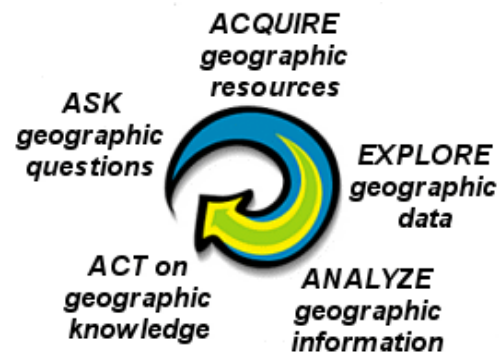 ASK
geographic
questions
ACQUIRE
geographic
resources
EXPLORE
geographic
data
ANALYZE
geographic
information
ACT on
geographic
knowledge